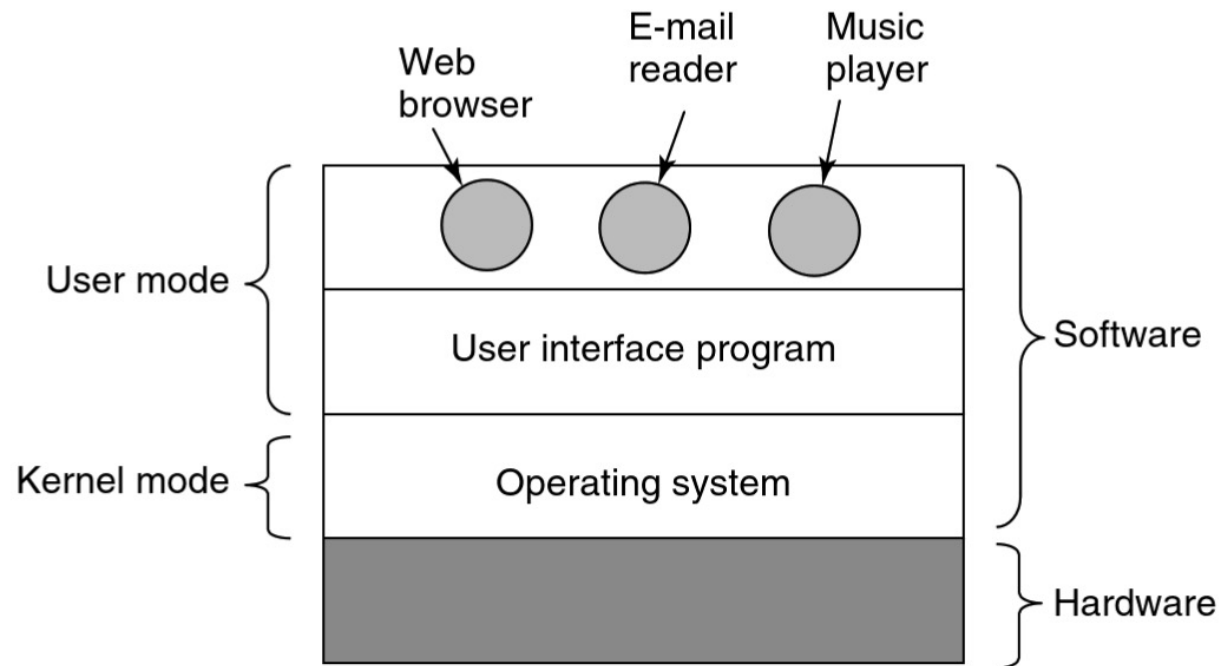 E-mail
reader
Music
player
Web
browser
User mode
User interface program
Software
Kernel mode
Operating system
Hardware